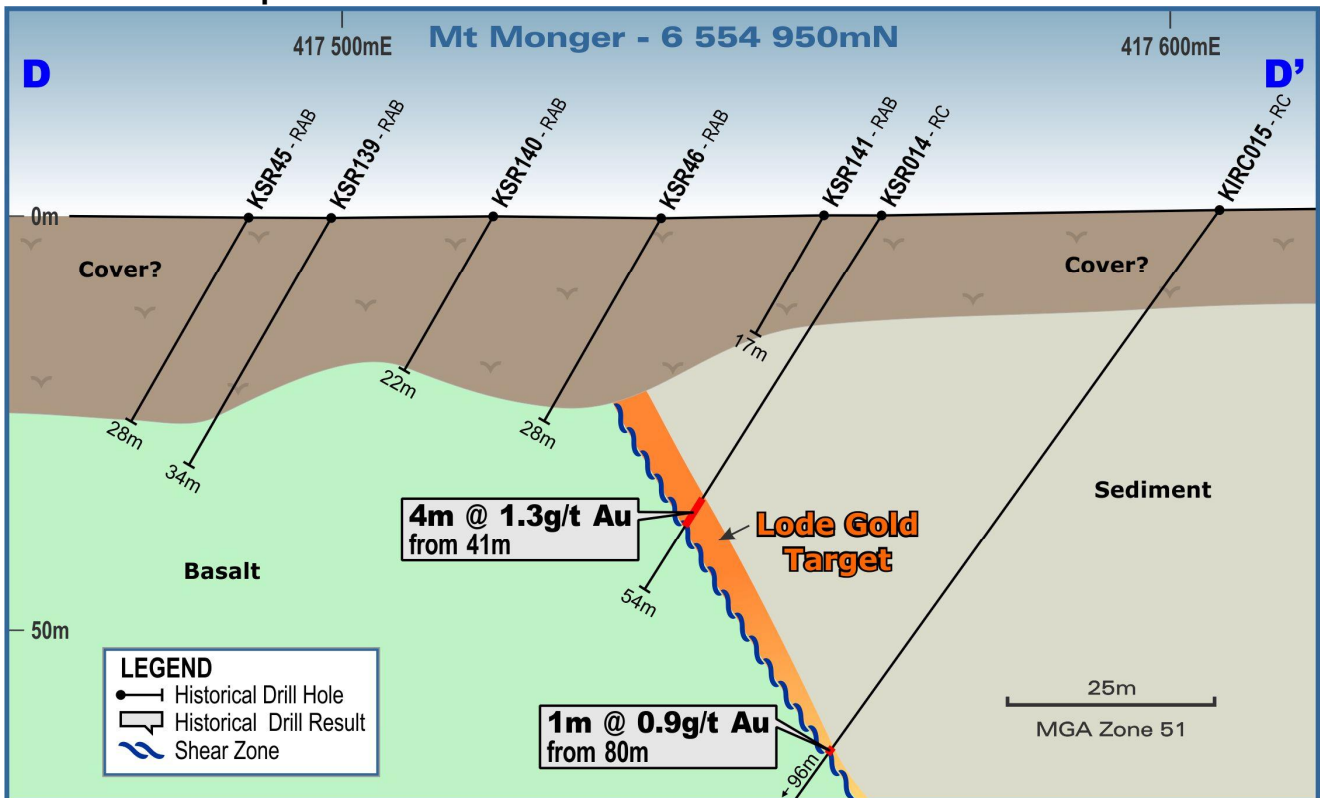 Mt Monger - 6 554 950mN
417 500mE
417 600mE
D
D’
KSR45 - RAB
KSR139 - RAB
KSR140 - RAB
KSR46 - RAB
KSR141 - RAB
KSR014 - RC
KIRC015 - RC
0m
Cover?
Cover?
17m
22m
28m
28m
34m
Sediment
4m @ 1.3g/t Au
from 41m
Lode Gold
Target
Basalt
54m
50m
LEGEND
Historical Drill Hole
Historical Drill Result
Shear Zone
25m
MGA Zone 51
1m @ 0.9g/t Au
from 80m
96m